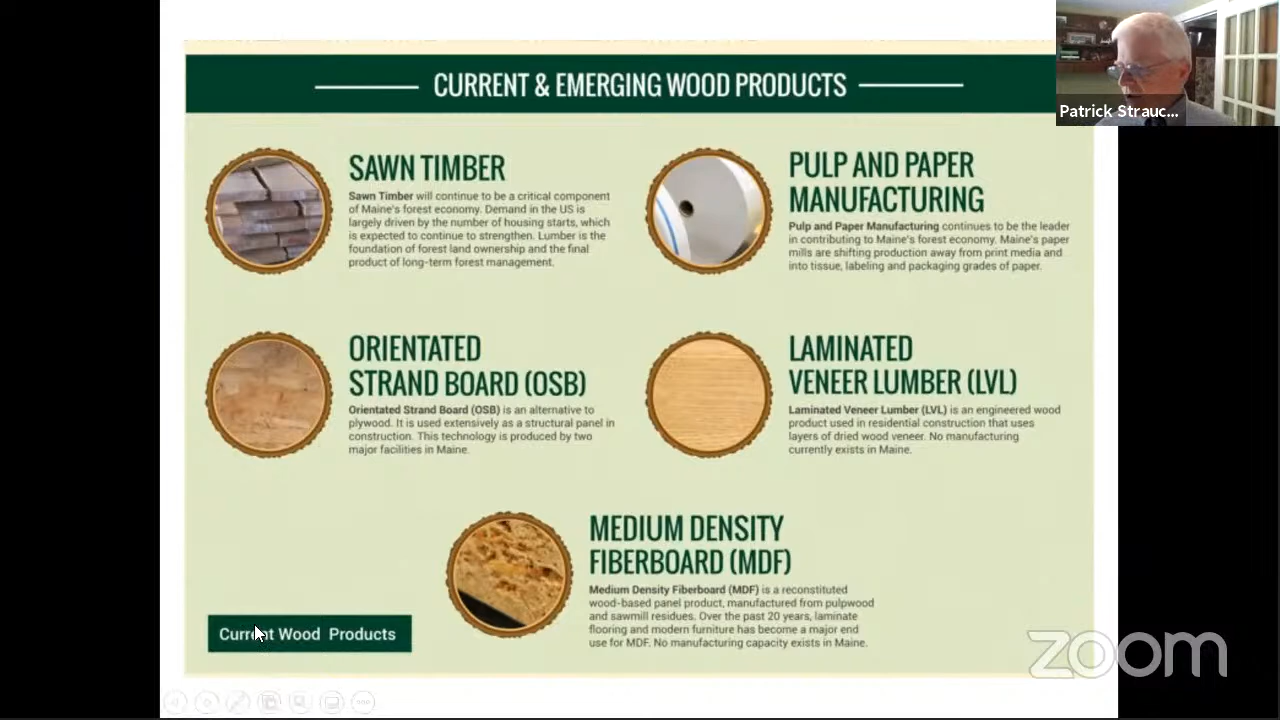 CURRENT & EMERGING WOOD PRODUCTS
Patrick Strauc...
SAWN TIMBER
Sawn Timber will continue to be a critical component
of Maine's forest economy. Demand in the US is
largely driven by the number of housing starts, which
is expected to continue to strengthen. Lumber is the
foundation of forest land ownership and the final
product of long-term forest management.
PULP AND PAPER
MANUFACTURING
Pulp and Paper Manufacturing continues to be the leader
in contributing to Maine's forest economy. Maine's paper
mills are shifting production away from print media and
into tissue, labeling and packaging grades of paper.
ORIENTATED
STRAND BOARD (OSB)
Orientated Strand Board (OSB) is an alternative to
plywood. It is used extensively as a structural panel in
construction. This technology is produced by two
major facilities in Maine.
LAMINATED
VENEER LUMBER (LVL)
Laminated Veneer Lumber (LVL) is an engineered wood
product used in residential construction that uses
layers of dried wood veneer. No manufacturing
currently exists in Maine.
MEDIUM DENSITY
FIBERBOARD (MDF)
Medium Density Fiberboard (MDF) is a reconstituted
wood-based panel product, manufactured from pulpwood
and sawmill residues. Over the past 20 years, laminate
flooring and modern furniture has become a major end
use for MDF. No manufacturing capacity exists in Maine.
Current Wood Products
zoom